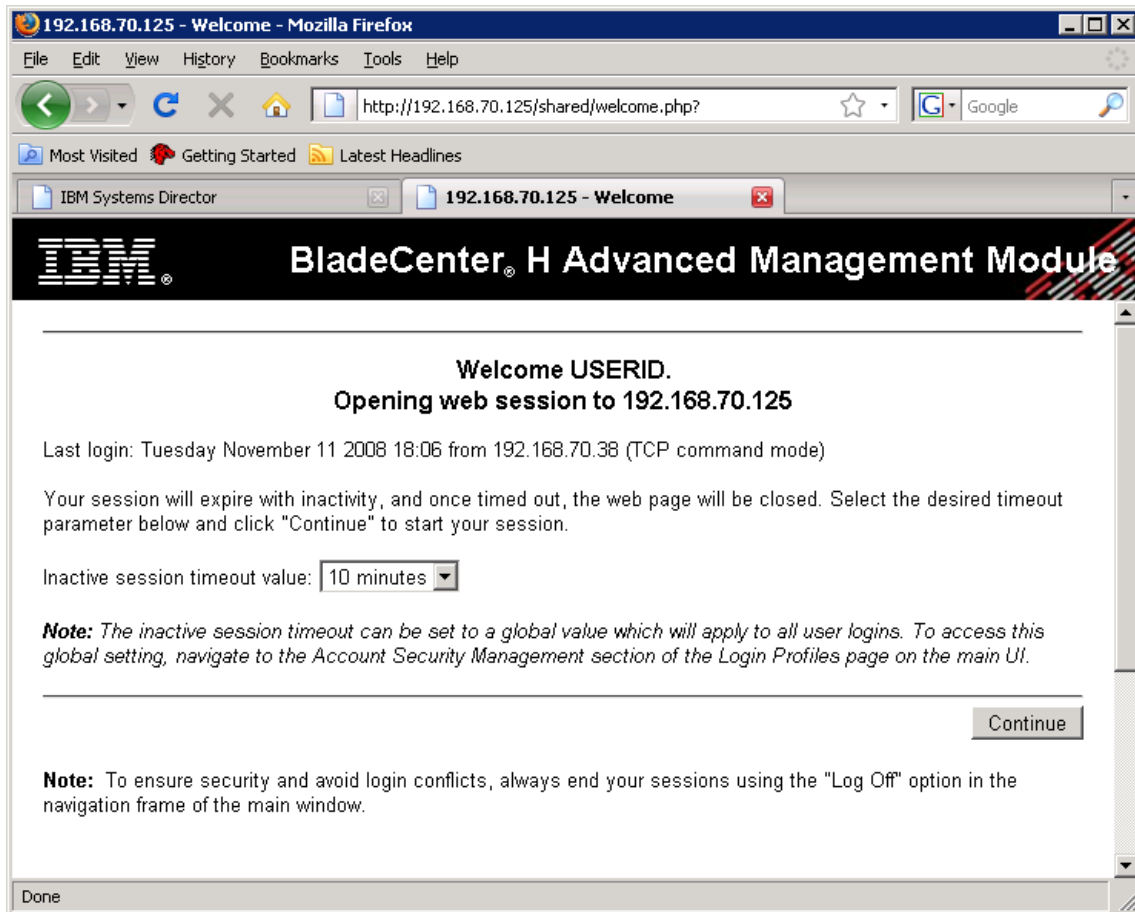 192.168.70.125 - Welcome - Mozilla Firefox
File Edit View History Bookmarks Tools Help
http://192.168.70.125/shared/welcome.php?
G Google
Most Visited Getting Started Latest Headlines
IBM Systems Director 192.168.70.125 - Welcome
IBM® BladeCenter® H Advanced Management Module
Welcome USERID.
Opening web session to 192.168.70.125
Last login: Tuesday November 11 2008 18:06 from 192.168.70.38 (TCP command mode)
Your session will expire with inactivity, and once timed out, the web page will be closed. Select the desired timeout
parameter below and click "Continue" to start your session.
Inactive session timeout value: 10 minutes
Note: The inactive session timeout can be set to a global value which will apply to all user logins. To access this
global setting, navigate to the Account Security Management section of the Login Profiles page on the main UI.
Continue
Note: To ensure security and avoid login conflicts, always end your sessions using the "Log Off" option in the
navigation frame of the main window.
Done